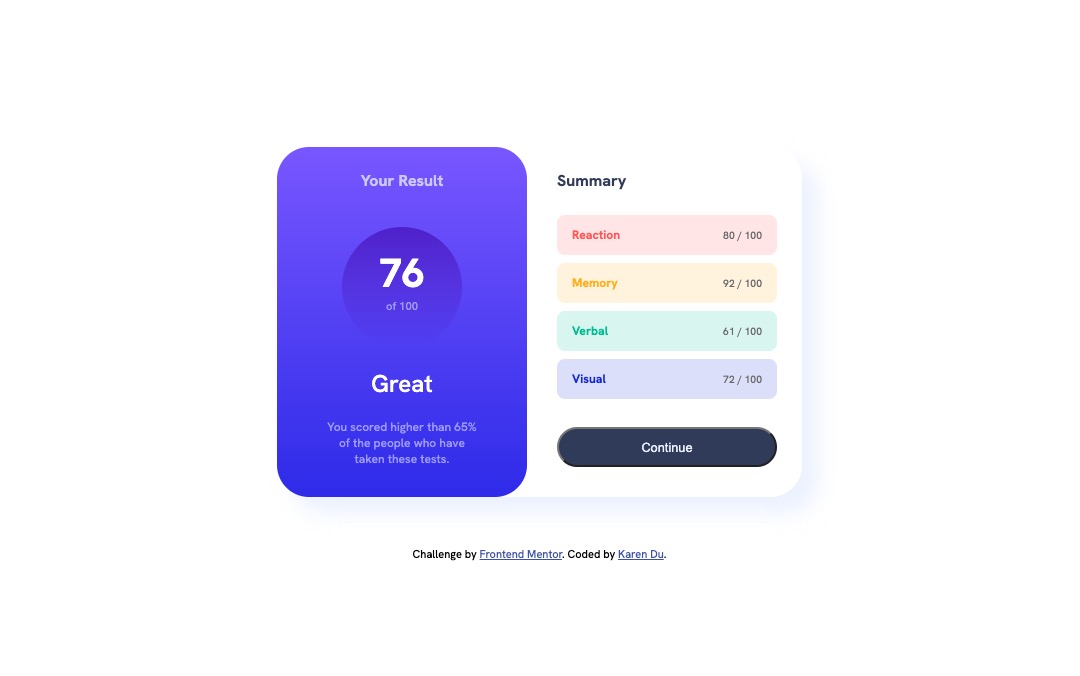 Your Result
76
of 100
Great
You scored higher than 65%
of the people who have
taken these tests.
Summary
Reaction 80 / 100
Memory 92 / 100
Verbal 61 / 100
Visual 72 / 100
Continue
Challenge by Frontend Mentor. Coded by Karen Du.